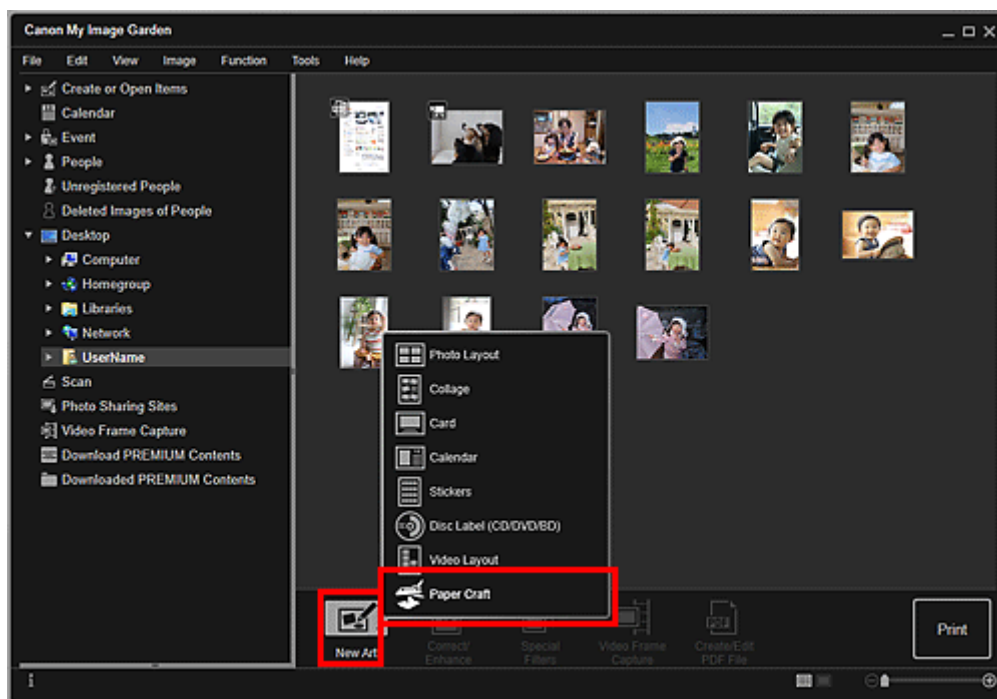 Canon My Image Garden
File Edit View Image Function Tools Help
Create or Open Items
Calendar
Event
People
Unregistered People
Deleted Images of People
Desktop
Computer
Homegroup
Libraries
Network
UserName
Scan
Photo Sharing Sites
Video Frame Capture
Download PREMIUM Contents
Downloaded PREMIUM Contents
Photo Layout
Collage
Card
Calendar
Stickers
Disc Label (CD/DVD/BD)
Video Layout
Paper Craft
New Art
Correct/
Enhance
Special
Filters
Video Frame
Capture
Create/Edit
PDF File
Print